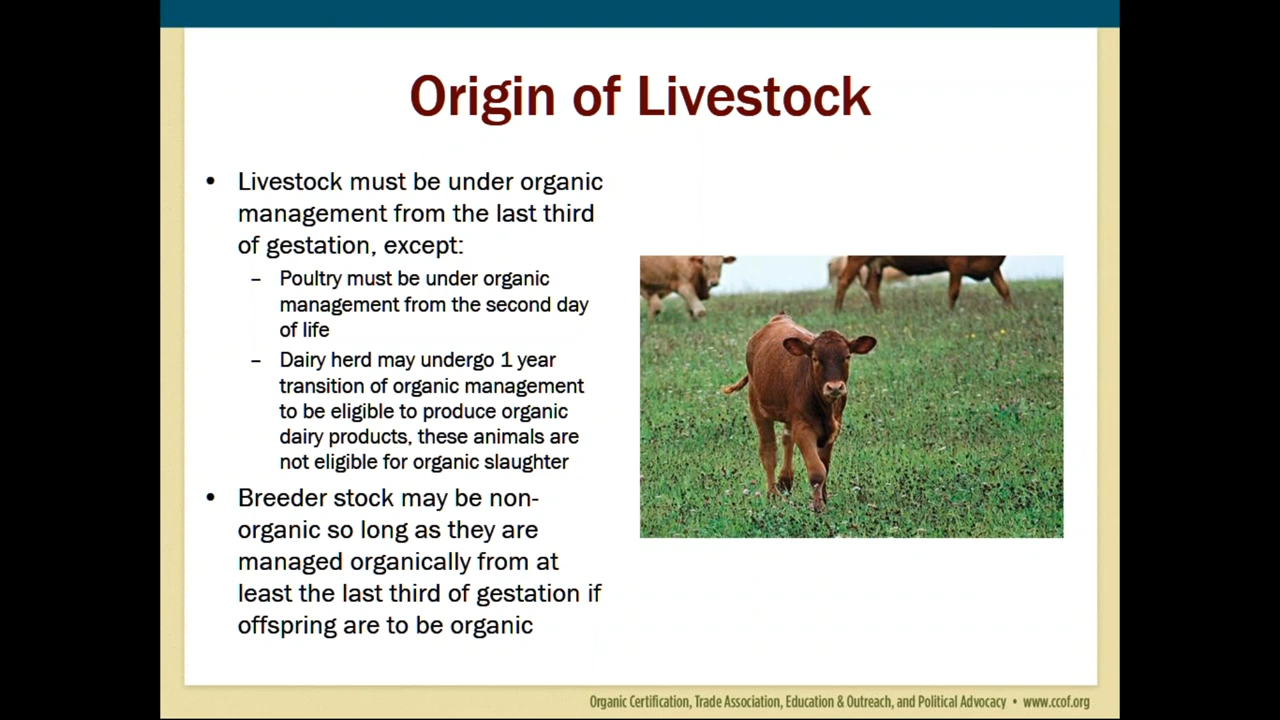 Origin of Livestock
• Livestock must be under organic
management from the last third
of gestation, except:
– Poultry must be under organic
management from the second day
of life
– Dairy herd may undergo 1 year
transition of organic management
to be eligible to produce organic
dairy products, these animals are
not eligible for organic slaughter
• Breeder stock may be non-
organic so long as they are
managed organically from at
least the last third of gestation if
offspring are to be organic
Organic Certification, Trade Association, Education & Outreach, and Political Advocacy • www.ccof.org